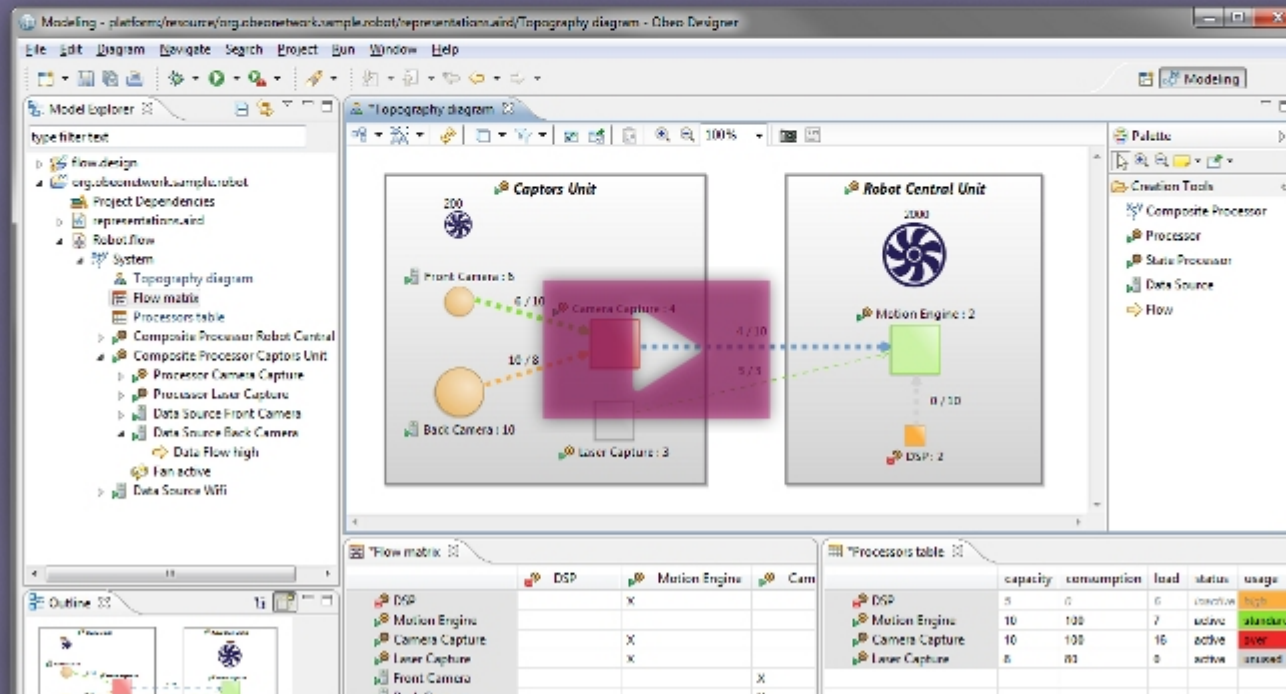 Modeling - platform:/resource/org.obeonetwork.sample.robot/representations.aird/Topography diagram - Obeo Designer
File Edit Diagram Navigate Search Project Run Window Help
Modeling
Model Explorer
type filter text
flow.design
org.obeonetwork.sample.robot
Project Dependencies
representations.aird
Robot.flow
System
Topography diagram
Flow matrix
Processors table
Composite Processor Robot Central
Composite Processor Captors Unit
Processor Camera Capture
Processor Laser Capture
Data Source Front Camera
Data Source Back Camera
Data Flow high
Fan active
Data Source Wifi
Outline
*Topography diagram
100%
Captors Unit
200
Front Camera : 6
6 / 10
Camera Capture : 4
10 / 8
Back Camera : 10
Laser Capture : 3
4 / 10
Robot Central Unit
2000
Motion Engine : 2
0 / 10
DSP : 2
Palette
Creation Tools
Composite Processor
Processor
State Processor
Data Source
Flow
*Flow matrix
DSP Motion Engine Cam
DSP X
Motion Engine
Camera Capture X
Laser Capture X
Front Camera X
*Processors table
capacity consumption load status usage
DSP 5 0 6 inactive high
Motion Engine 10 100 7 active standard
Camera Capture 10 100 16 active over
Laser Capture 8 80 0 active unused